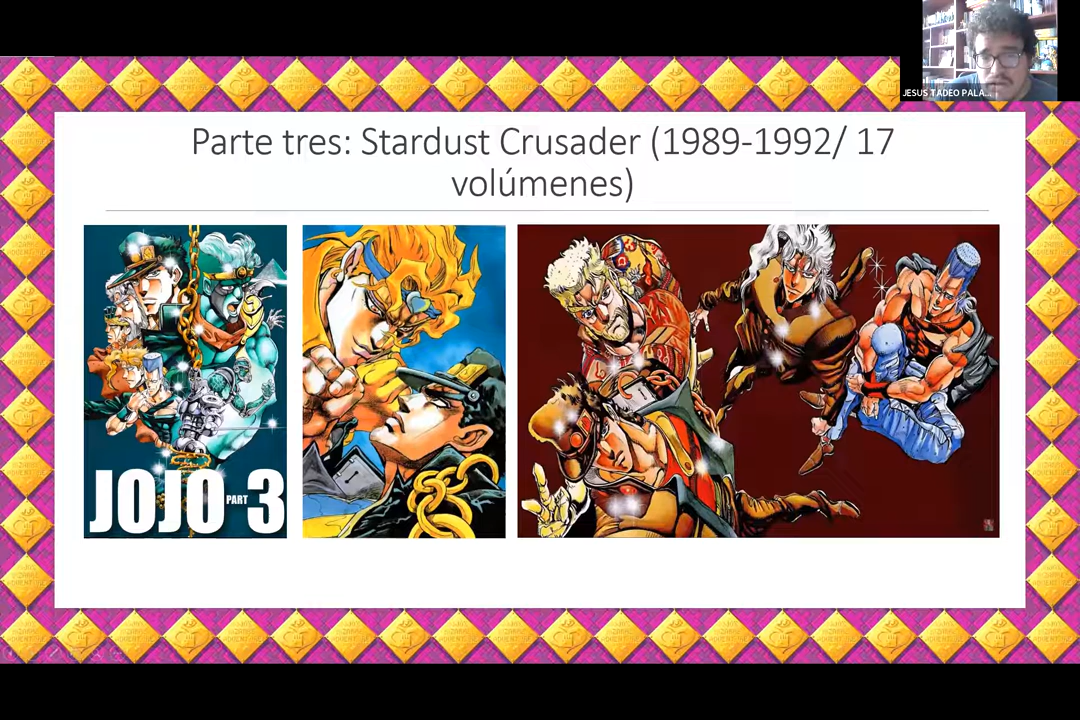 JESUS TADEO PALA...
Parte tres: Stardust Crusader (1989-1992/ 17
volúmenes)
JOJO PART 3